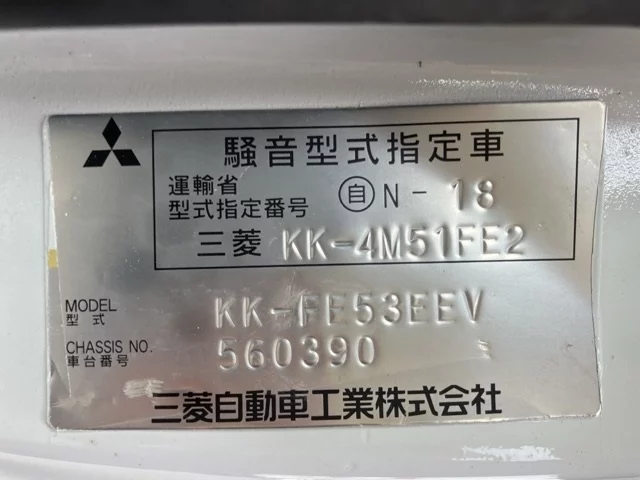 騒音型式指定車
運輸省
型式指定番号 自 N-18
三菱 KK-4M51FE2
MODEL
型式 KK-FE53EEV
CHASSIS NO.
車台番号 560390
三菱自動車工業株式会社